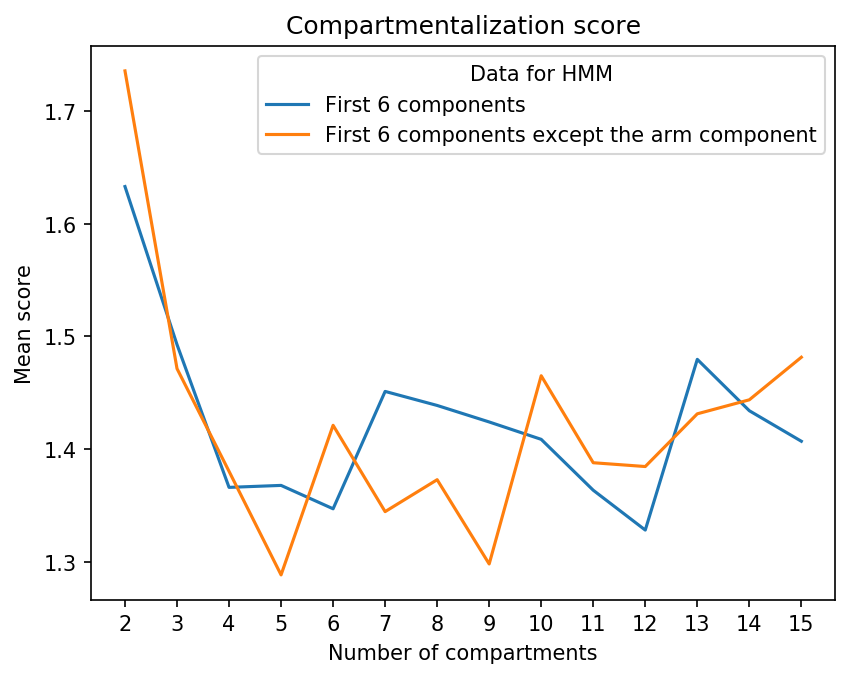 Compartmentalization score
Data for HMM
First 6 components
First 6 components except the arm component
Mean score
1.7
1.6
1.5
1.4
1.3
2 3 4 5 6 7 8 9 10 11 12 13 14 15
Number of compartments